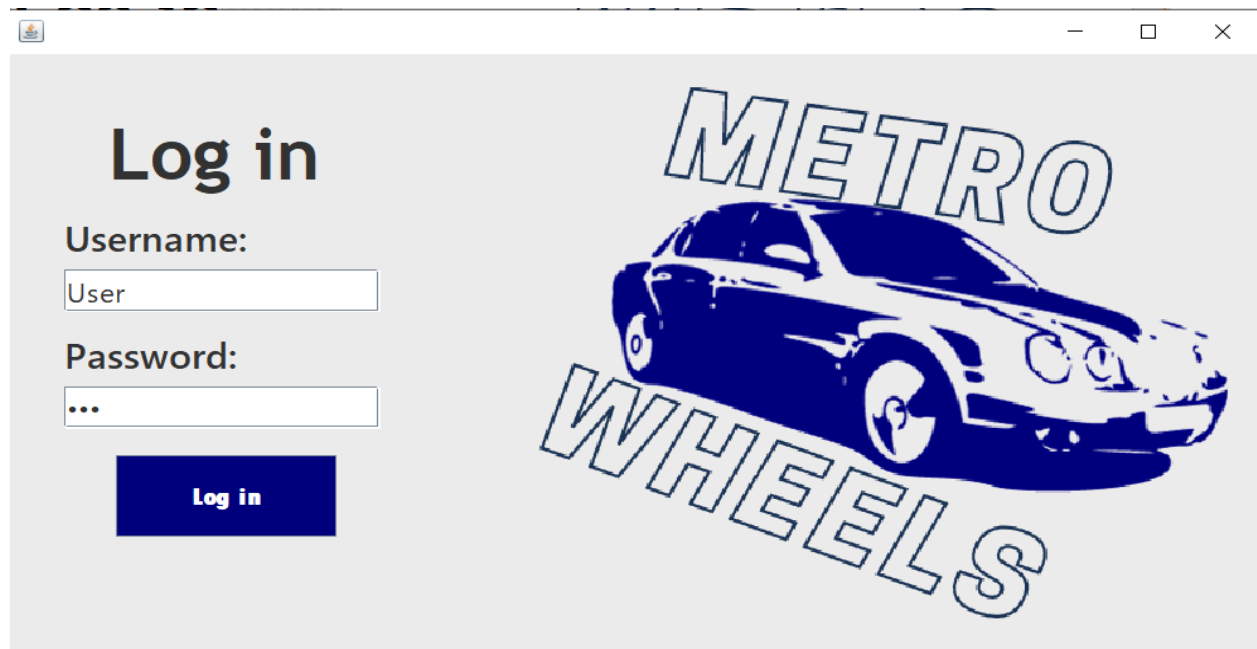 Log in
Username:
User
Password:
•••
Log in
METRO
WHEELS